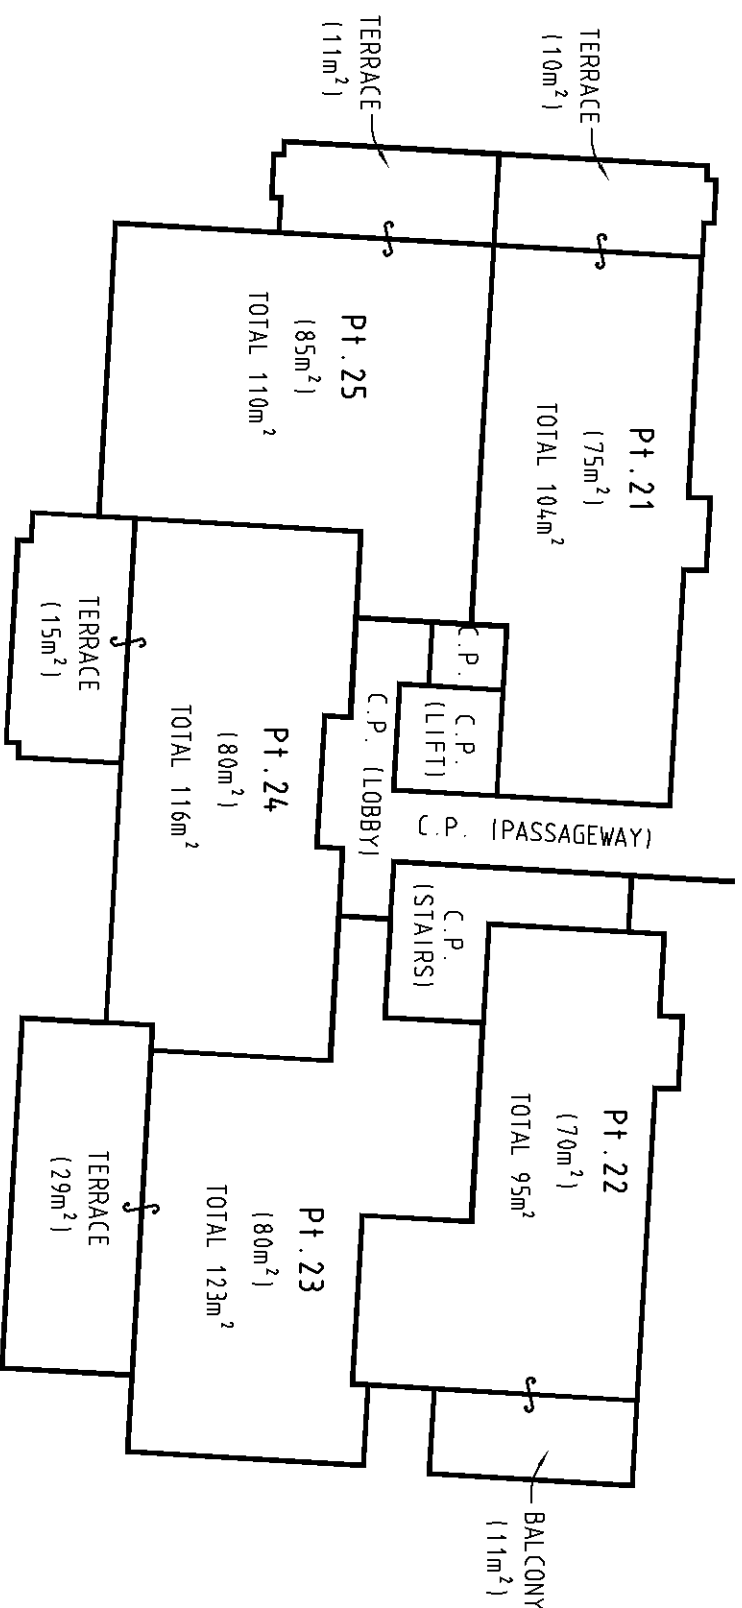 TERRACE
(11m²)
TERRACE
(10m²)
Pt.25
(85m²)
TOTAL 110m²
Pt.21
(75m²)
TOTAL 104m²
C.P.
C.P.
(LIFT)
C.P. (LOBBY)
C.P. (PASSAGEWAY)
C.P.
(STAIRS)
TERRACE
(15m²)
Pt.24
(80m²)
TOTAL 116m²
Pt.22
(70m²)
TOTAL 95m²
Pt.23
(80m²)
TOTAL 123m²
TERRACE
(29m²)
BALCONY
(11m²)